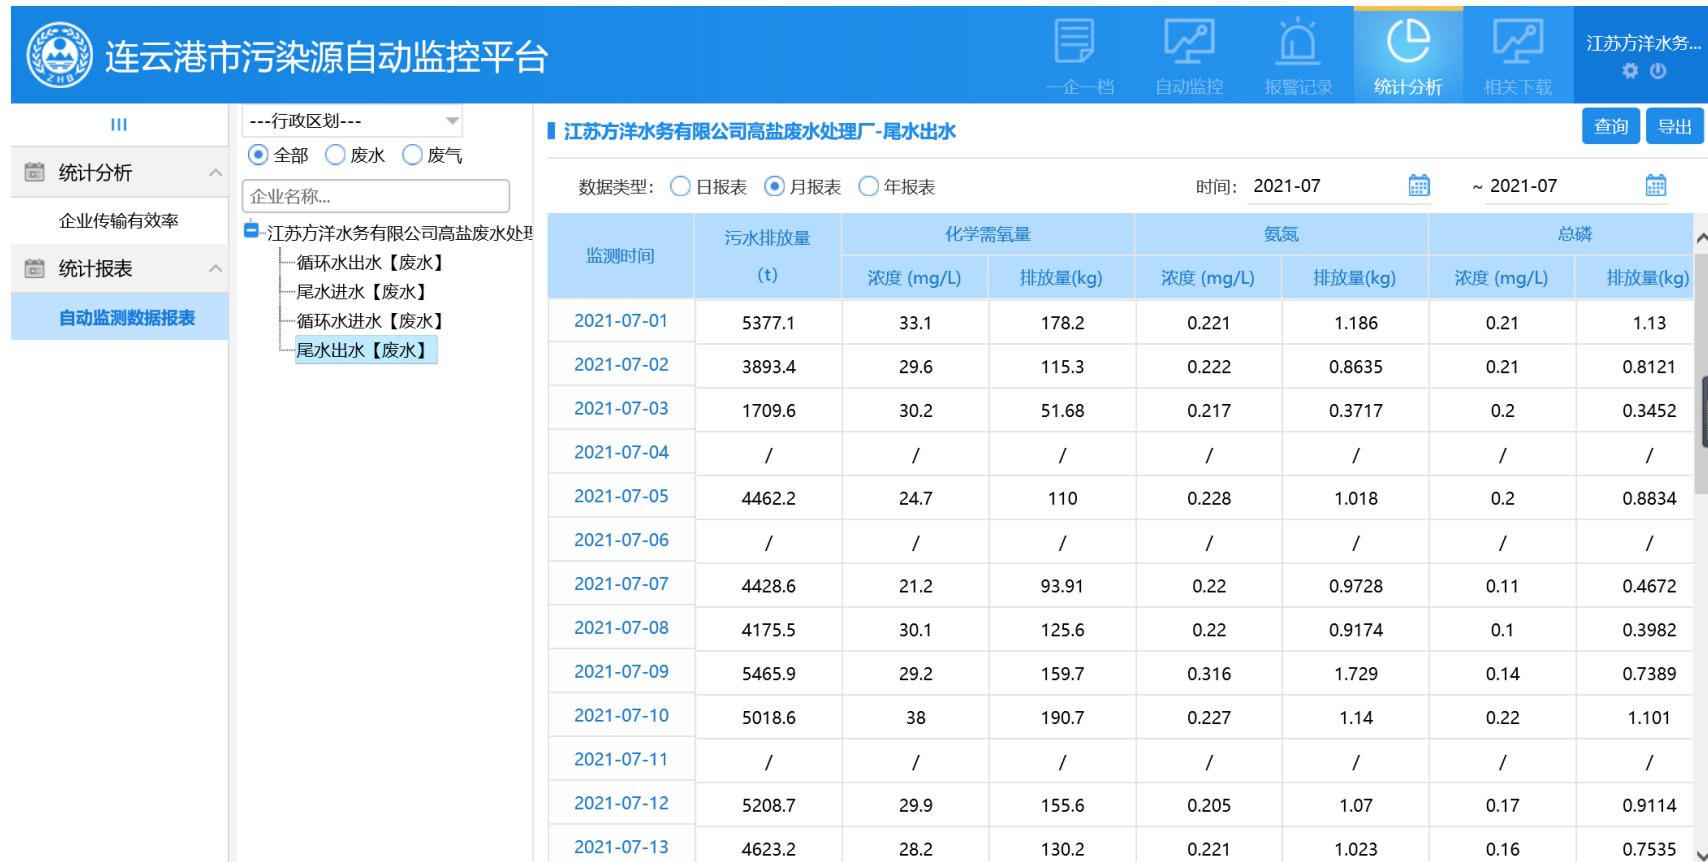 连云港市污染源自动监控平台
ZHB
一企一档
自动监控
报警记录
统计分析
相关下载
江苏方洋水务...
统计分析
企业传输有效率
统计报表
自动监测数据报表
---行政区划---
全部 废水 废气
企业名称...
江苏方洋水务有限公司高盐废水处理
循环水出水【废水】
尾水进水【废水】
循环水进水【废水】
尾水出水【废水】
江苏方洋水务有限公司高盐废水处理厂-尾水出水
查询 导出
数据类型: 日报表 月报表 年报表 时间: 2021-07 ~ 2021-07
监测时间 污水排放量 (t) 化学需氧量 氨氮 总磷
浓度 (mg/L) 排放量(kg) 浓度 (mg/L) 排放量(kg) 浓度 (mg/L) 排放量(kg)
2021-07-01 5377.1 33.1 178.2 0.221 1.186 0.21 1.13
2021-07-02 3893.4 29.6 115.3 0.222 0.8635 0.21 0.8121
2021-07-03 1709.6 30.2 51.68 0.217 0.3717 0.2 0.3452
2021-07-04 / / / / / / /
2021-07-05 4462.2 24.7 110 0.228 1.018 0.2 0.8834
2021-07-06 / / / / / / /
2021-07-07 4428.6 21.2 93.91 0.22 0.9728 0.11 0.4672
2021-07-08 4175.5 30.1 125.6 0.22 0.9174 0.1 0.3982
2021-07-09 5465.9 29.2 159.7 0.316 1.729 0.14 0.7389
2021-07-10 5018.6 38 190.7 0.227 1.14 0.22 1.101
2021-07-11 / / / / / / /
2021-07-12 5208.7 29.9 155.6 0.205 1.07 0.17 0.9114
2021-07-13 4623.2 28.2 130.2 0.221 1.023 0.16 0.7535